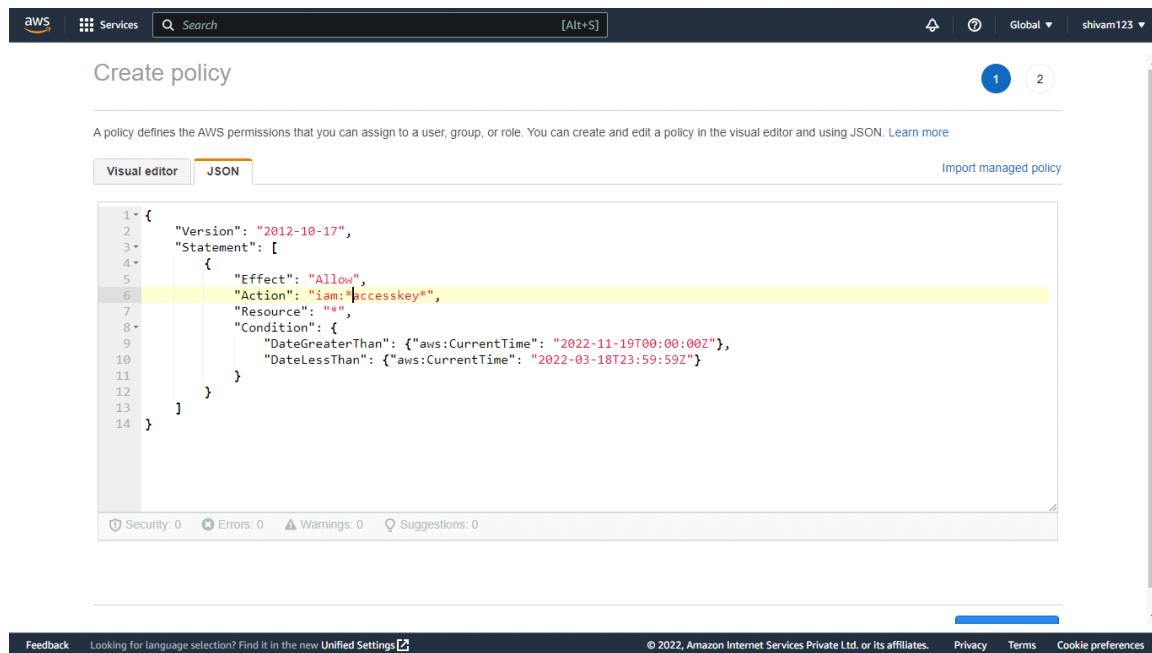 aws Services Search [Alt+S] Global shivam123
Create policy 1 2
A policy defines the AWS permissions that you can assign to a user, group, or role. You can create and edit a policy in the visual editor and using JSON. Learn more
Visual editor JSON Import managed policy
1 {
2 "Version": "2012-10-17",
3 "Statement": [
4 {
5 "Effect": "Allow",
6 "Action": "iam:*accesskey*",
7 "Resource": "*",
8 "Condition": {
9 "DateGreaterThan": {"aws:CurrentTime": "2022-11-19T00:00:00Z"},
10 "DateLessThan": {"aws:CurrentTime": "2022-03-18T23:59:59Z"}
11 }
12 }
13 ]
14 }
Security: 0 Errors: 0 Warnings: 0 Suggestions: 0
Feedback Looking for language selection? Find it in the new Unified Settings © 2022, Amazon Internet Services Private Ltd. or its affiliates. Privacy Terms Cookie preferences